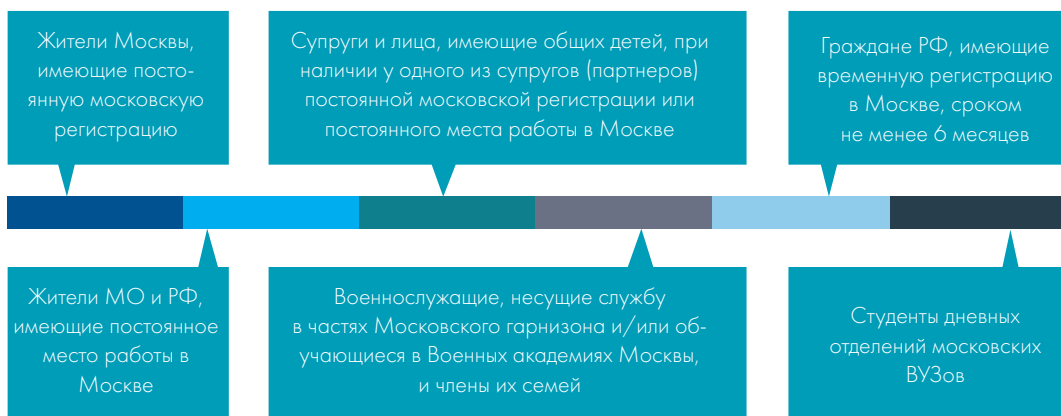 Жители Москвы,
имеющие посто-
янную московскую
регистрацию
Супруги и лица, имеющие общих детей, при
наличии у одного из супругов (партнеров)
постоянной московской регистрации или
постоянного места работы в Москве
Граждане РФ, имеющие
временную регистрацию
в Москве, сроком
не менее 6 месяцев
Жители МО и РФ,
имеющие постоянное
место работы в
Москве
Военнослужащие, несущие службу
в частях Московского гарнизона и/или об-
учающиеся в Военных академиях Москвы,
и члены их семей
Студенты дневных
отделений московских
ВУЗов